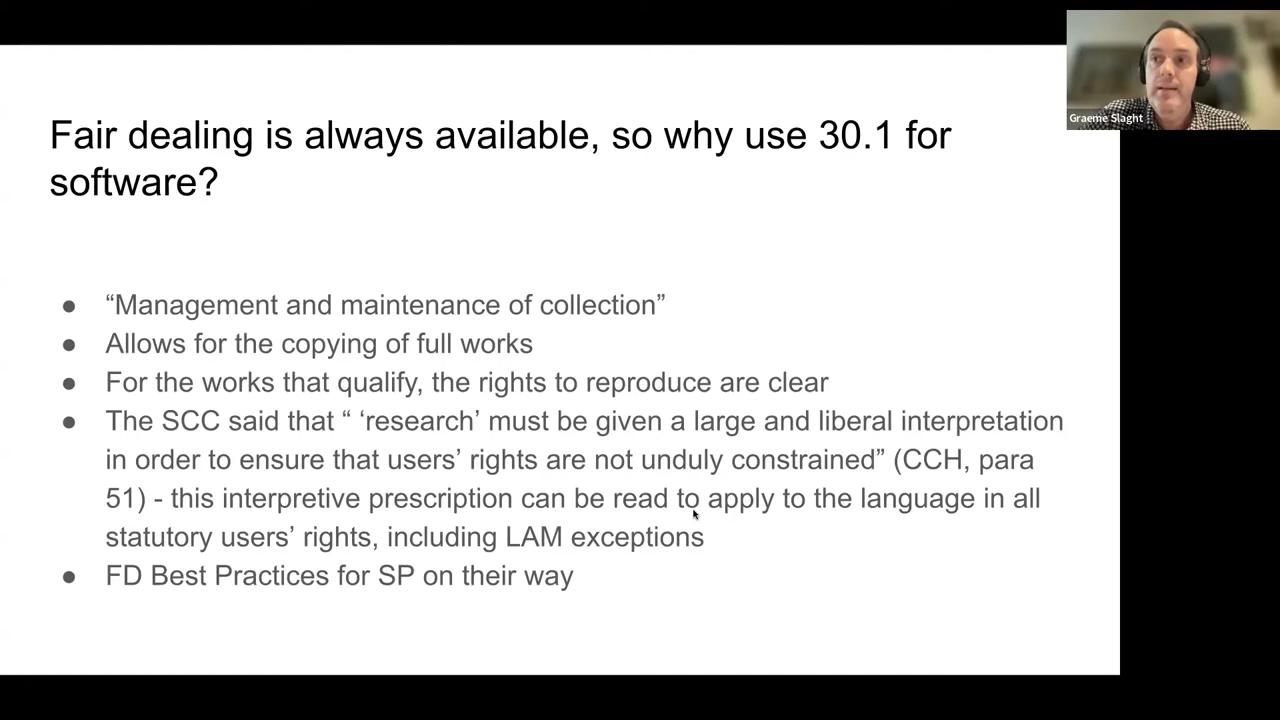 Graeme Slaght
Fair dealing is always available, so why use 30.1 for
software?
● “Management and maintenance of collection”
● Allows for the copying of full works
● For the works that qualify, the rights to reproduce are clear
● The SCC said that “ ‘research’ must be given a large and liberal interpretation
in order to ensure that users’ rights are not unduly constrained” (CCH, para
51) - this interpretive prescription can be read to apply to the language in all
statutory users’ rights, including LAM exceptions
● FD Best Practices for SP on their way